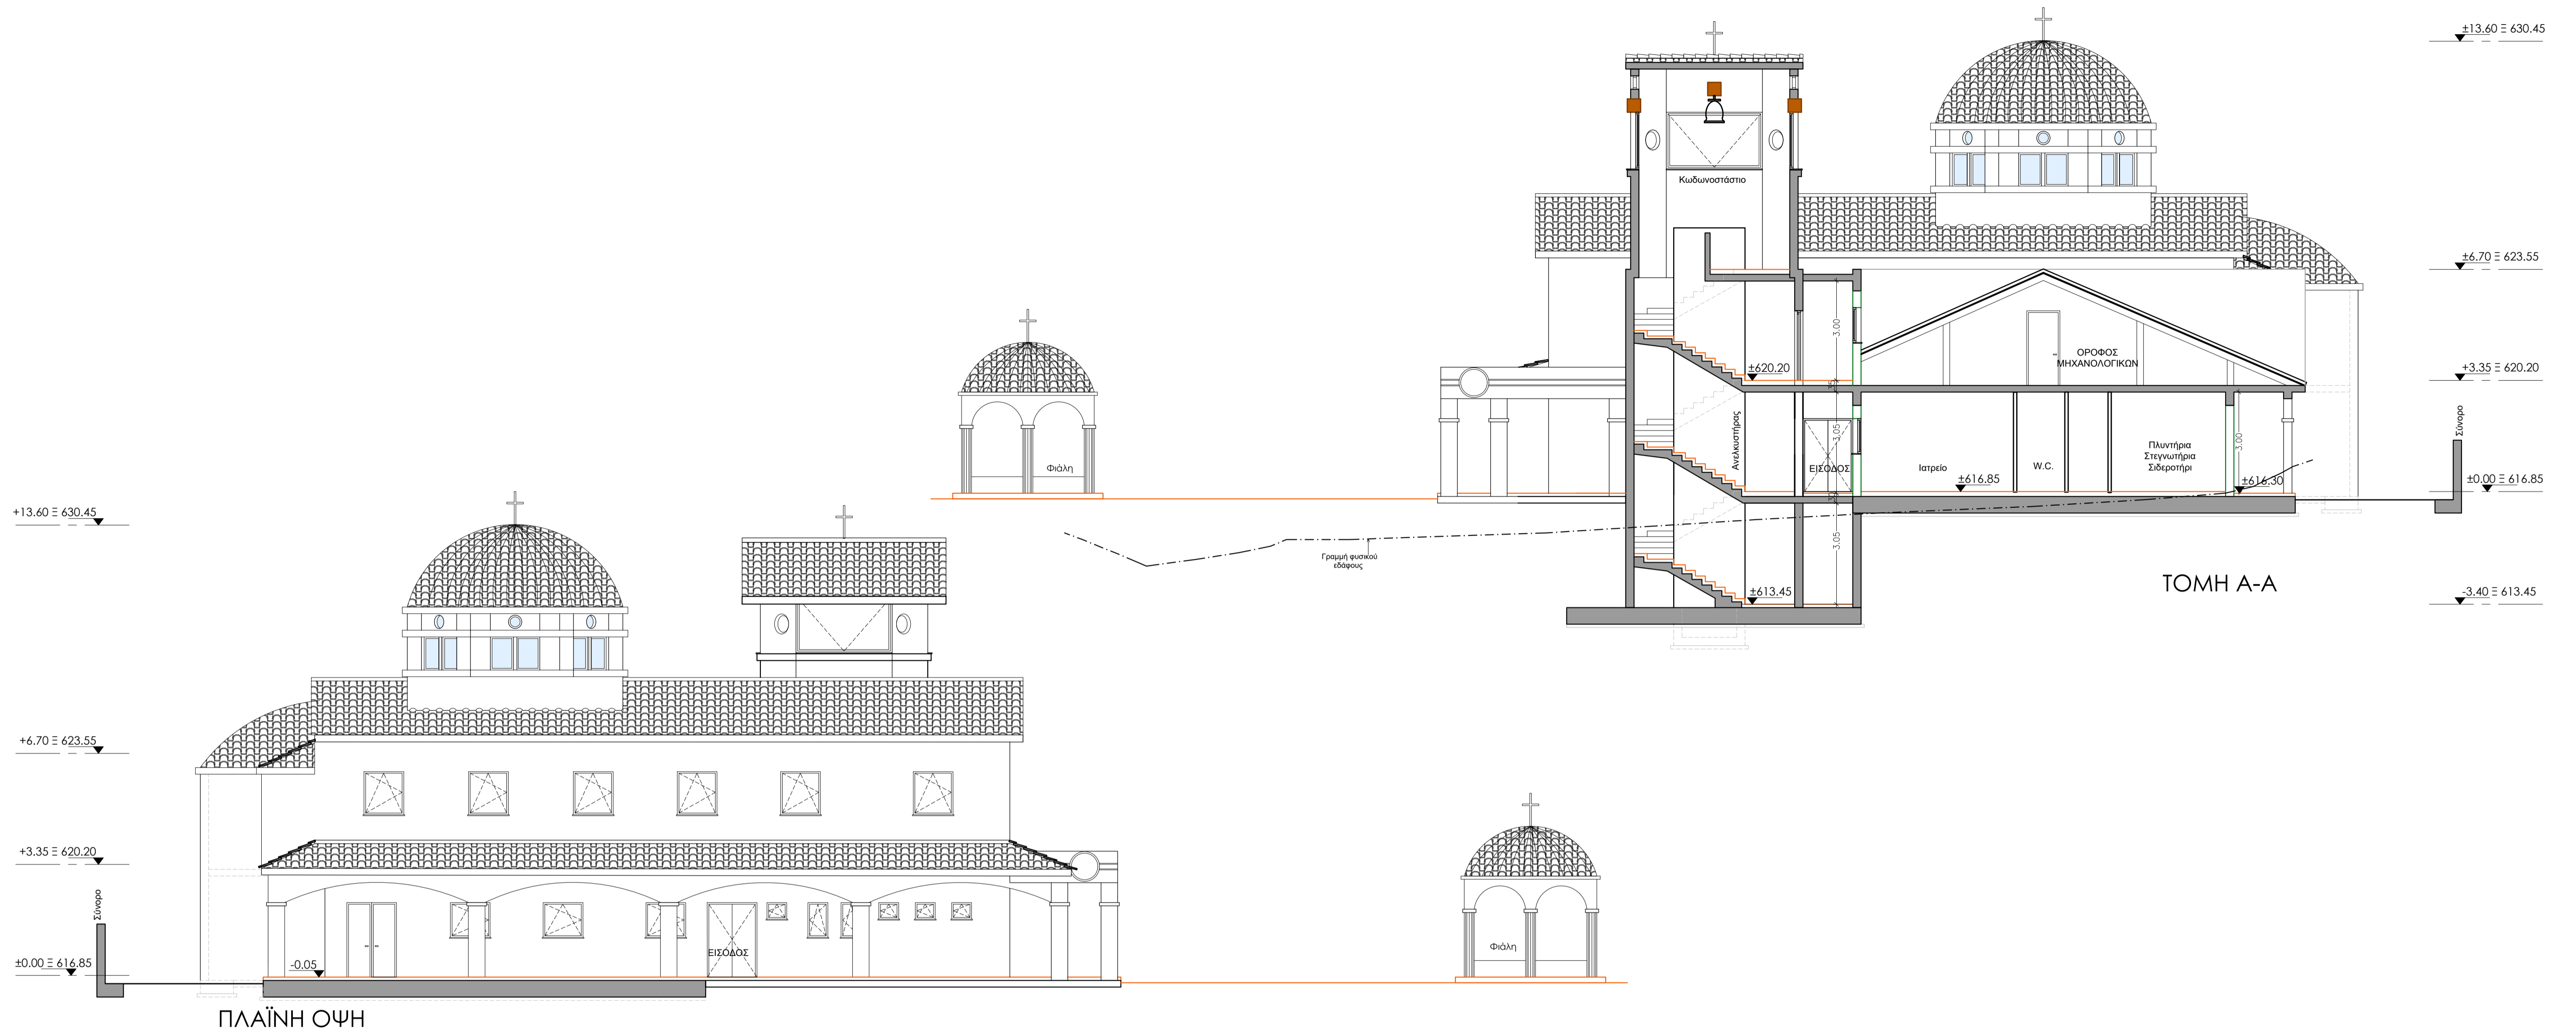 ±13.60 Ξ 630.45
Κωδωνοστάστιο
±6.70 Ξ 623.55
3.00
ΟΡΟΦΟΣ
ΜΗΧΑΝΟΛΟΓΙΚΩΝ
±620.20
+3.35 Ξ 620.20
Σύνορο
Ανελκυστήρας
3.05
3.00
Φιάλη
ΕΙΣΟΔΟΣ
Ιατρείο
W.C.
Πλυντήρια
Στεγνωτήρια
Σιδεροτήρι
±616.85
±616.30
±0.00 Ξ 616.85
Γραμμή φυσικού
εδάφους
3.05
±613.45
-3.40 Ξ 613.45
ΤΟΜΗ Α-Α
+13.60 Ξ 630.45
+6.70 Ξ 623.55
+3.35 Ξ 620.20
Σύνορο
±0.00 Ξ 616.85
-0.05
ΕΙΣΟΔΟΣ
Φιάλη
ΠΛΑΪΝΗ ΟΨΗ